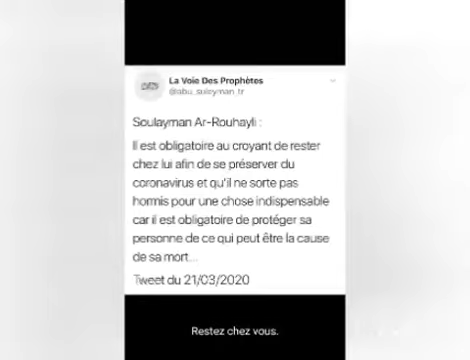 La Voie Des Prophètes
@abu_suleyman_tr
Soulayman Ar-Rouhayli :
Il est obligatoire au croyant de rester
chez lui afin de se préserver du
coronavirus et qu'il ne sorte pas
hormis pour une chose indispensable
car il est obligatoire de protéger sa
personne de ce qui peut être la cause
de sa mort...
Tweet du 21/03/2020
Restez chez vous.